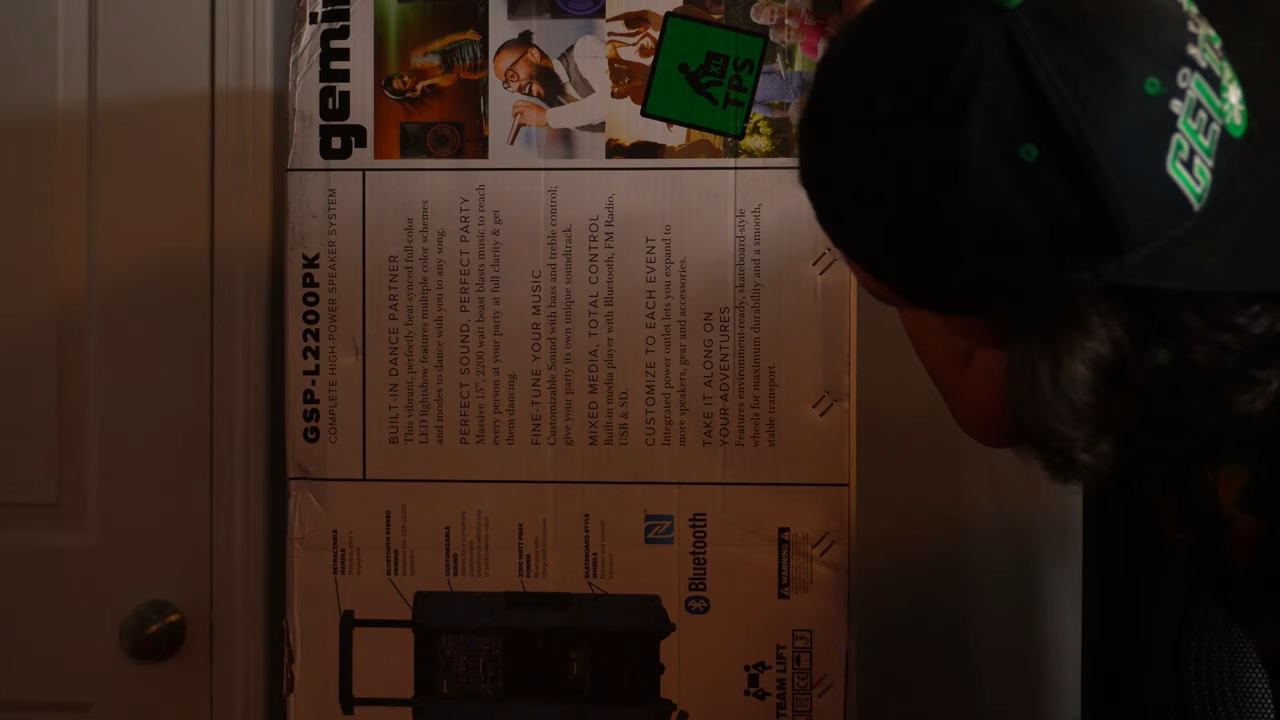 gemini
XL
TPS
CELTICS
GSP-L2200PK
COMPLETE HIGH-POWER SPEAKER SYSTEM
BUILT-IN DANCE PARTNER
This vibrant, perfectly beat-synced full-color
LED lightshow features multiple color schemes
and modes to dance with you to any song.
PERFECT SOUND, PERFECT PARTY
Massive 15", 2200 watt beast blasts music to reach
every person at your party at full clarity & get
them dancing.
FINE-TUNE YOUR MUSIC
Customizable Sound with bass and treble control;
give your party its own unique soundtrack.
MIXED MEDIA, TOTAL CONTROL
Built-in media player with Bluetooth, FM Radio,
USB & SD.
CUSTOMIZE TO EACH EVENT
Integrated power outlet lets you expand to
more speakers, gear and accessories.
TAKE IT ALONG ON
YOUR ADVENTURES
Features environment-ready, skateboard-style
wheels for maximum durability and a smooth,
stable transport.
RETRACTABLE
HANDLE
BLUETOOTH STEREO
PAIRING
CUSTOMIZABLE
SOUND
2200 WATT PEAK
POWER
SKATEBOARD STYLE
WHEELS
Bluetooth
WARNING
TEAM LIFT